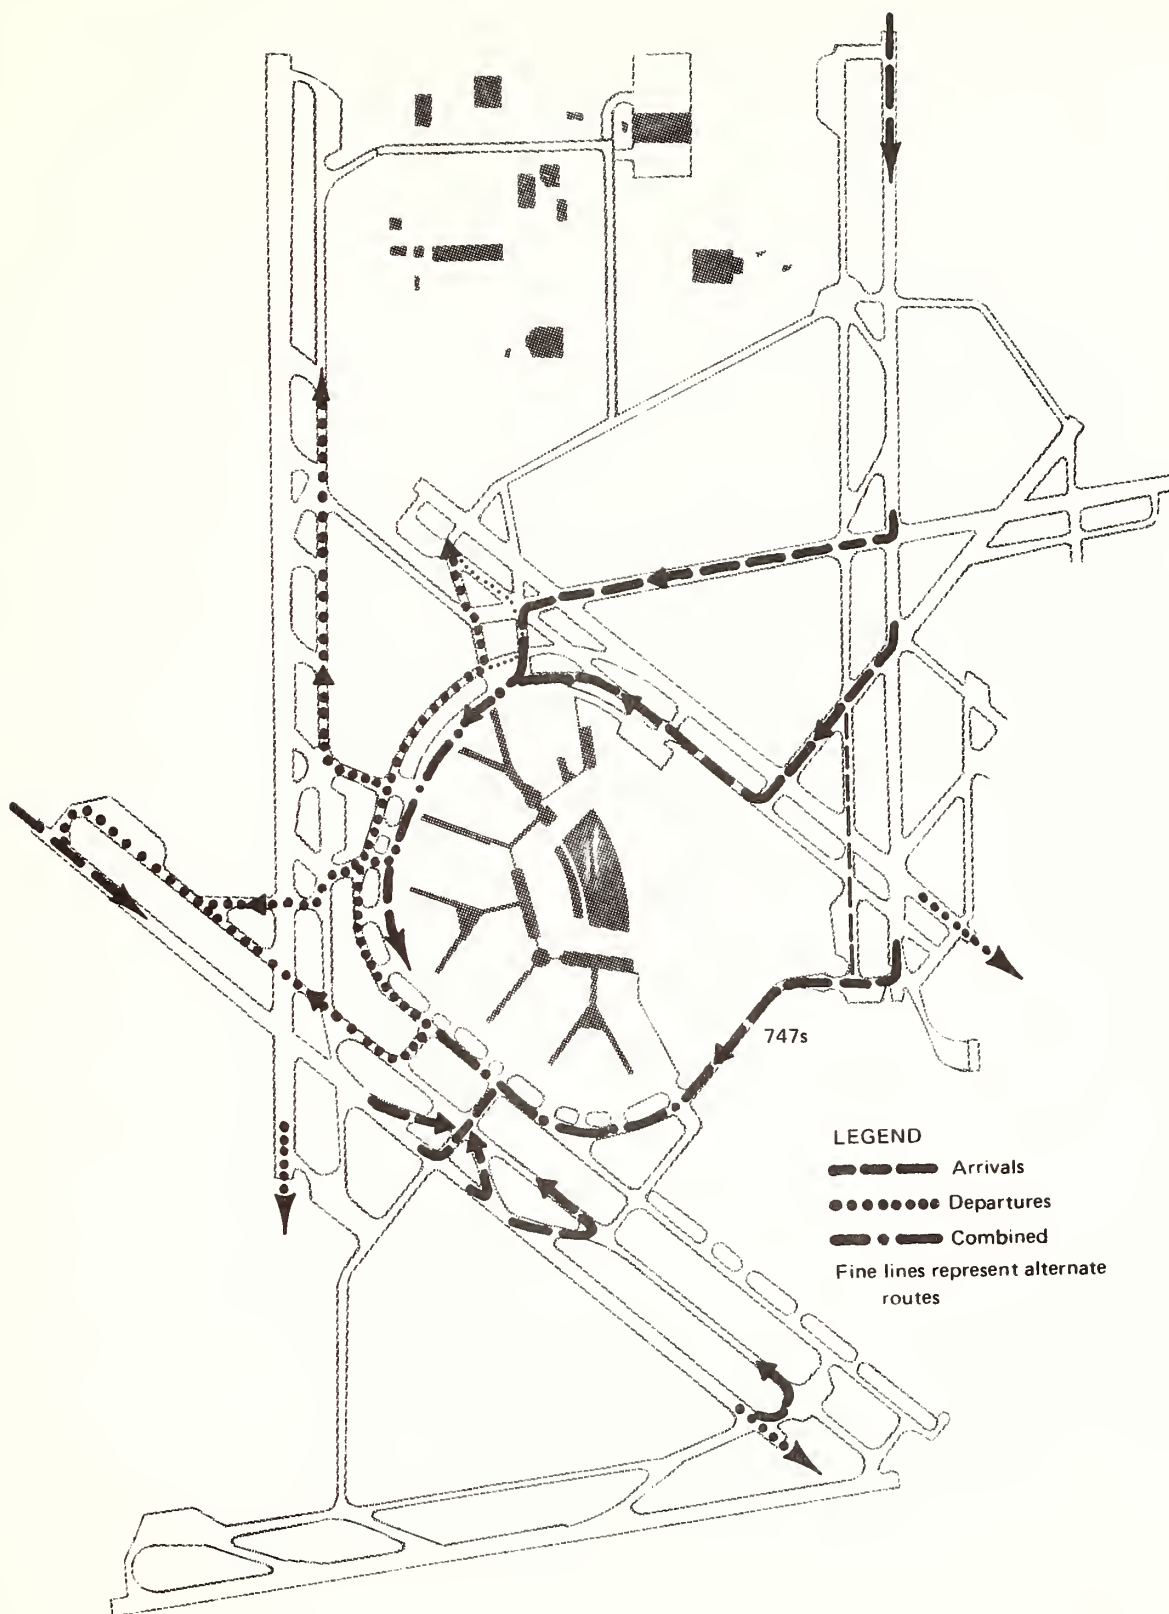 747s
LEGEND
Arrivals
Departures
Combined
Fine lines represent alternate
routes